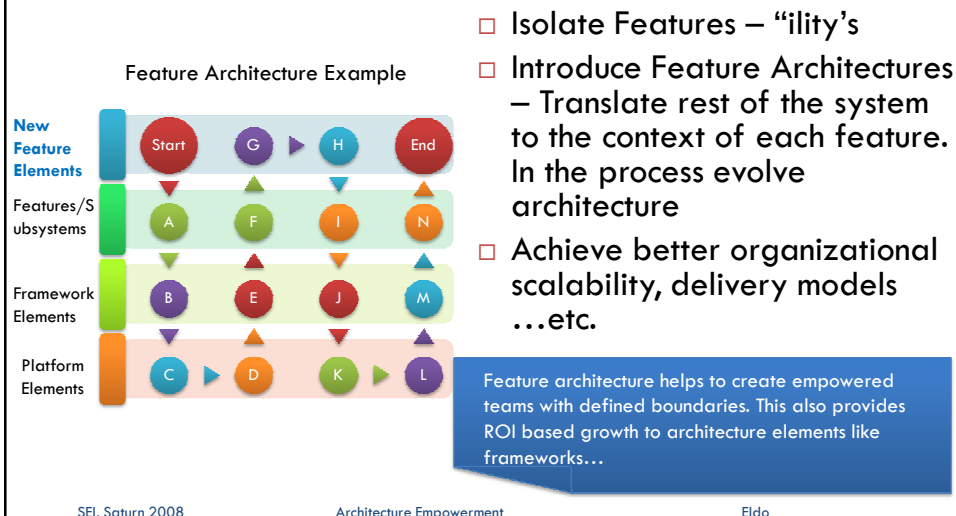 Feature Architecture Example
New
Feature
Elements
Start
G
H
End
Features/S
ubsystems
A
F
I
N
Framework
Elements
B
E
J
M
Platform
Elements
C
D
K
L
Isolate Features – “ility’s
Introduce Feature Architectures
– Translate rest of the system
to the context of each feature.
In the process evolve
architecture
Achieve better organizational
scalability, delivery models
…etc.
Feature architecture helps to create empowered
teams with defined boundaries. This also provides
ROI based growth to architecture elements like
frameworks…
SEI, Saturn 2008
Architecture Empowerment
Eldo